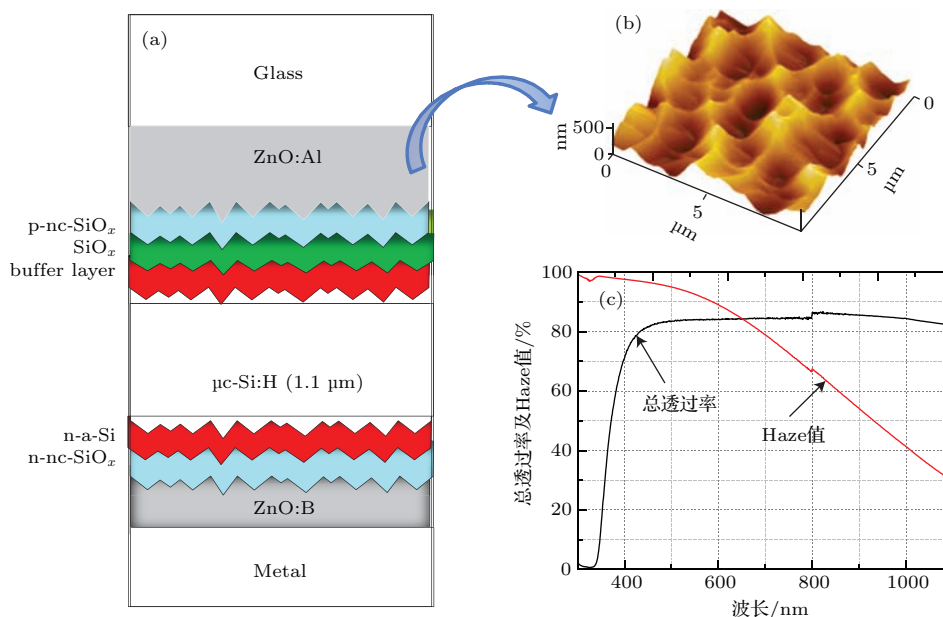 (a)
Glass
ZnO:Al
p-nc-SiOₓ
SiOₓ
buffer layer
µc-Si:H (1.1 µm)
n-a-Si
n-nc-SiOₓ
ZnO:B
Metal
(b)
nm
500
0
0
5
µm
0
5
µm
(c)
总透过率及Haze值/%
100
80
60
40
20
0
总透过率
Haze值
400
600
800
1000
波长/nm